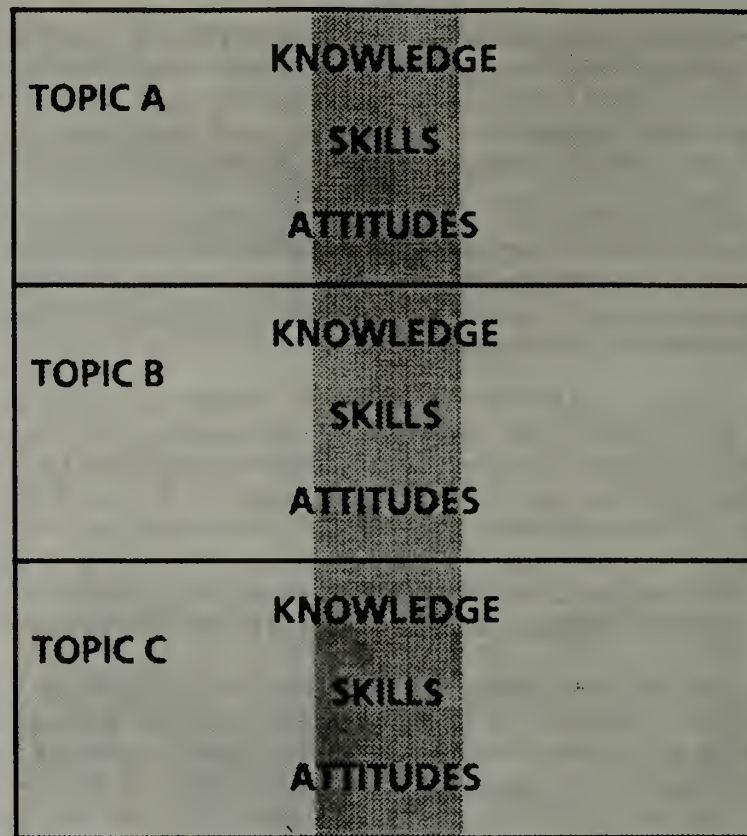 KNOWLEDGE
TOPIC A
SKILLS
ATTITUDES
KNOWLEDGE
TOPIC B
SKILLS
ATTITUDES
KNOWLEDGE
TOPIC C
SKILLS
ATTITUDES